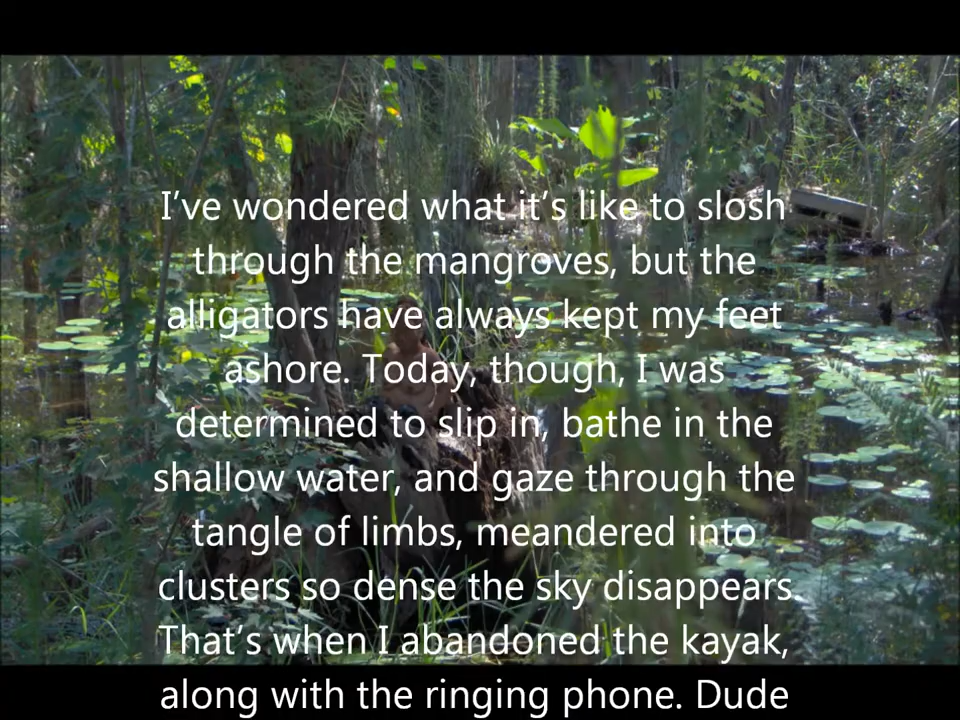 I’ve wondered what it’s like to slosh
through the mangroves, but the
alligators have always kept my feet
ashore. Today, though, I was
determined to slip in, bathe in the
shallow water, and gaze through the
tangle of limbs, meandered into
clusters so dense the sky disappears.
That’s when I abandoned the kayak,
along with the ringing phone. Dude